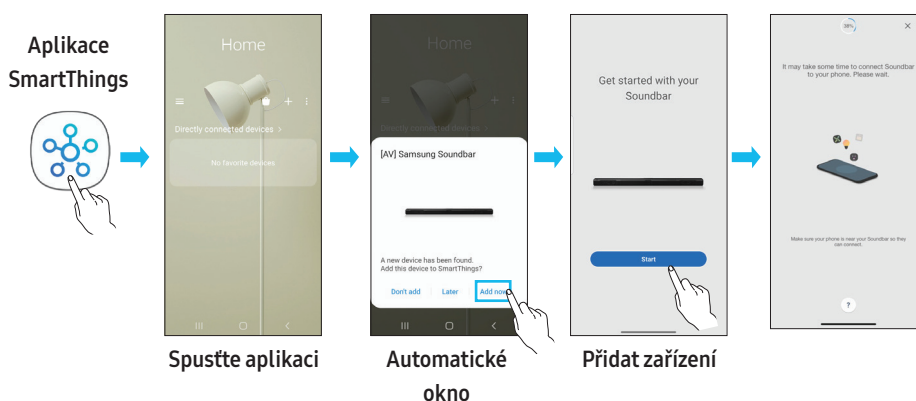 Aplikace
SmartThings
Home
Directly connected devices >
No favorite devices
Spusťte aplikaci
Home
Directly connected devices >
[AV] Samsung Soundbar
A new device has been found.
Add this device to SmartThings?
Don't add
Later
Add now
Automatické
okno
Get started with your
Soundbar
Start
Přidat zařízení
38%
It may take some time to connect Soundbar
to your phone. Please wait.
Make sure your phone is near your Soundbar so they
can connect.
?